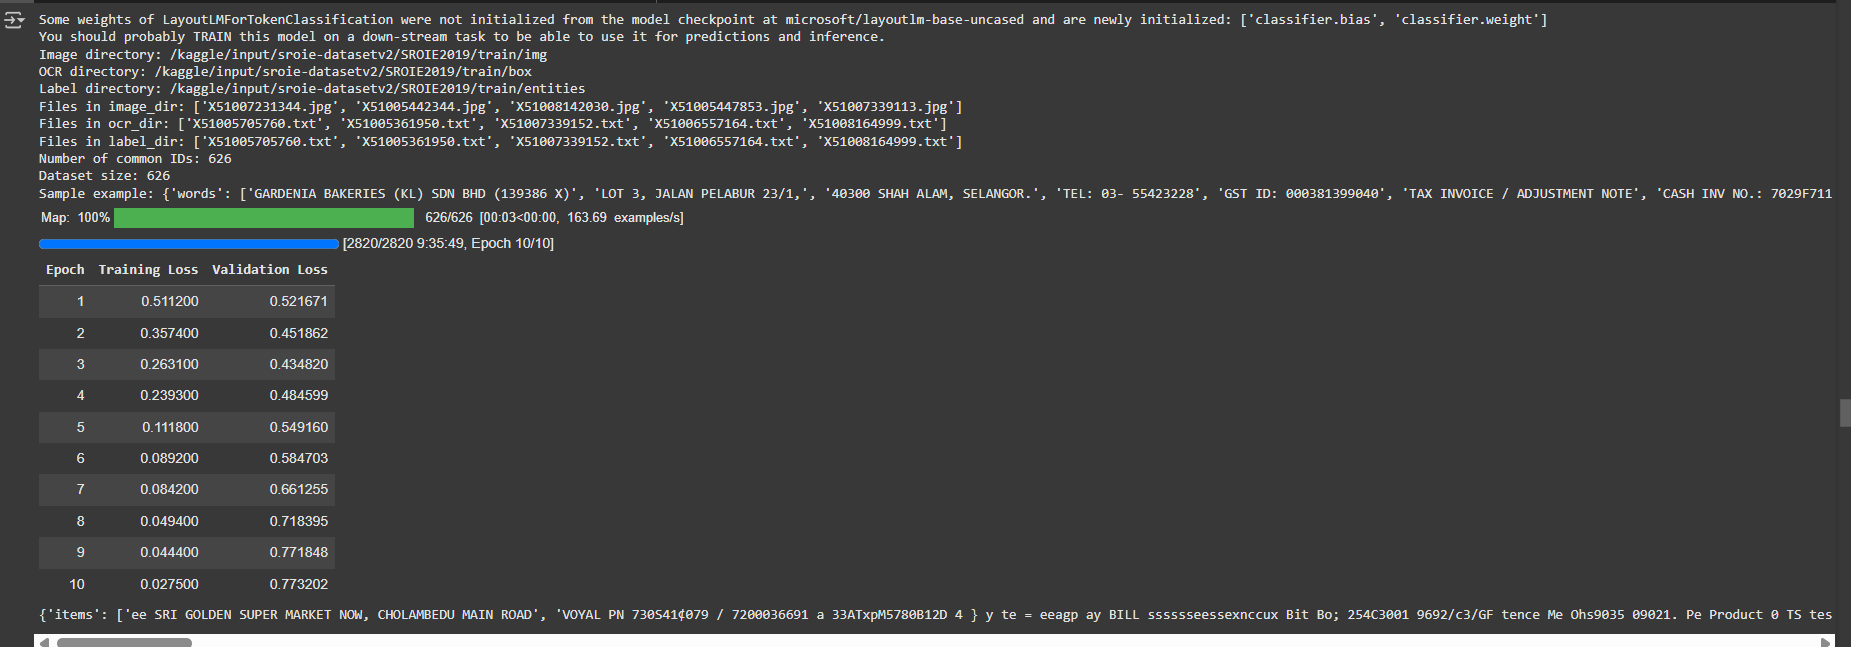 Some weights of LayoutLMForTokenClassification were not initialized from the model checkpoint at microsoft/layoutlm-base-uncased and are newly initialized: ['classifier.bias', 'classifier.weight']
You should probably TRAIN this model on a down-stream task to be able to use it for predictions and inference.
Image directory: /kaggle/input/sroie-datasetv2/SROIE2019/train/img
OCR directory: /kaggle/input/sroie-datasetv2/SROIE2019/train/box
Label directory: /kaggle/input/sroie-datasetv2/SROIE2019/train/entities
Files in image_dir: ['X51007231344.jpg', 'X51005442344.jpg', 'X51008142030.jpg', 'X51005447853.jpg', 'X51007339113.jpg']
Files in ocr_dir: ['X51005705760.txt', 'X51005361950.txt', 'X51007339152.txt', 'X51006557164.txt', 'X51008164999.txt']
Files in label_dir: ['X51005705760.txt', 'X51005361950.txt', 'X51007339152.txt', 'X51006557164.txt', 'X51008164999.txt']
Number of common IDs: 626
Dataset size: 626
Sample example: {'words': ['GARDENIA BAKERIES (KL) SDN BHD (139386 X)', 'LOT 3, JALAN PELABUR 23/1,', '40300 SHAH ALAM, SELANGOR.', 'TEL: 03- 55423228', 'GST ID: 000381399040', 'TAX INVOICE / ADJUSTMENT NOTE', 'CASH INV NO.: 7029F711
Map: 100% 626/626 [00:03<00:00, 163.69 examples/s]
[2820/2820 9:35:49, Epoch 10/10]
Epoch Training Loss Validation Loss
1 0.511200 0.521671
2 0.357400 0.451862
3 0.263100 0.434820
4 0.239300 0.484599
5 0.111800 0.549160
6 0.089200 0.584703
7 0.084200 0.661255
8 0.049400 0.718395
9 0.044400 0.771848
10 0.027500 0.773202
{'items': ['ee SRI GOLDEN SUPER MARKET NOW, CHOLAMBEDU MAIN ROAD', 'VOYAL PN 730S41¢079 / 7200036691 a 33ATxpM5780B12D 4 } y te = eeagp ay BILL sssssseessexnccux Bit Bo; 254C3001 9692/c3/GF tence Me Ohs9035 09021. Pe Product 0 TS tes